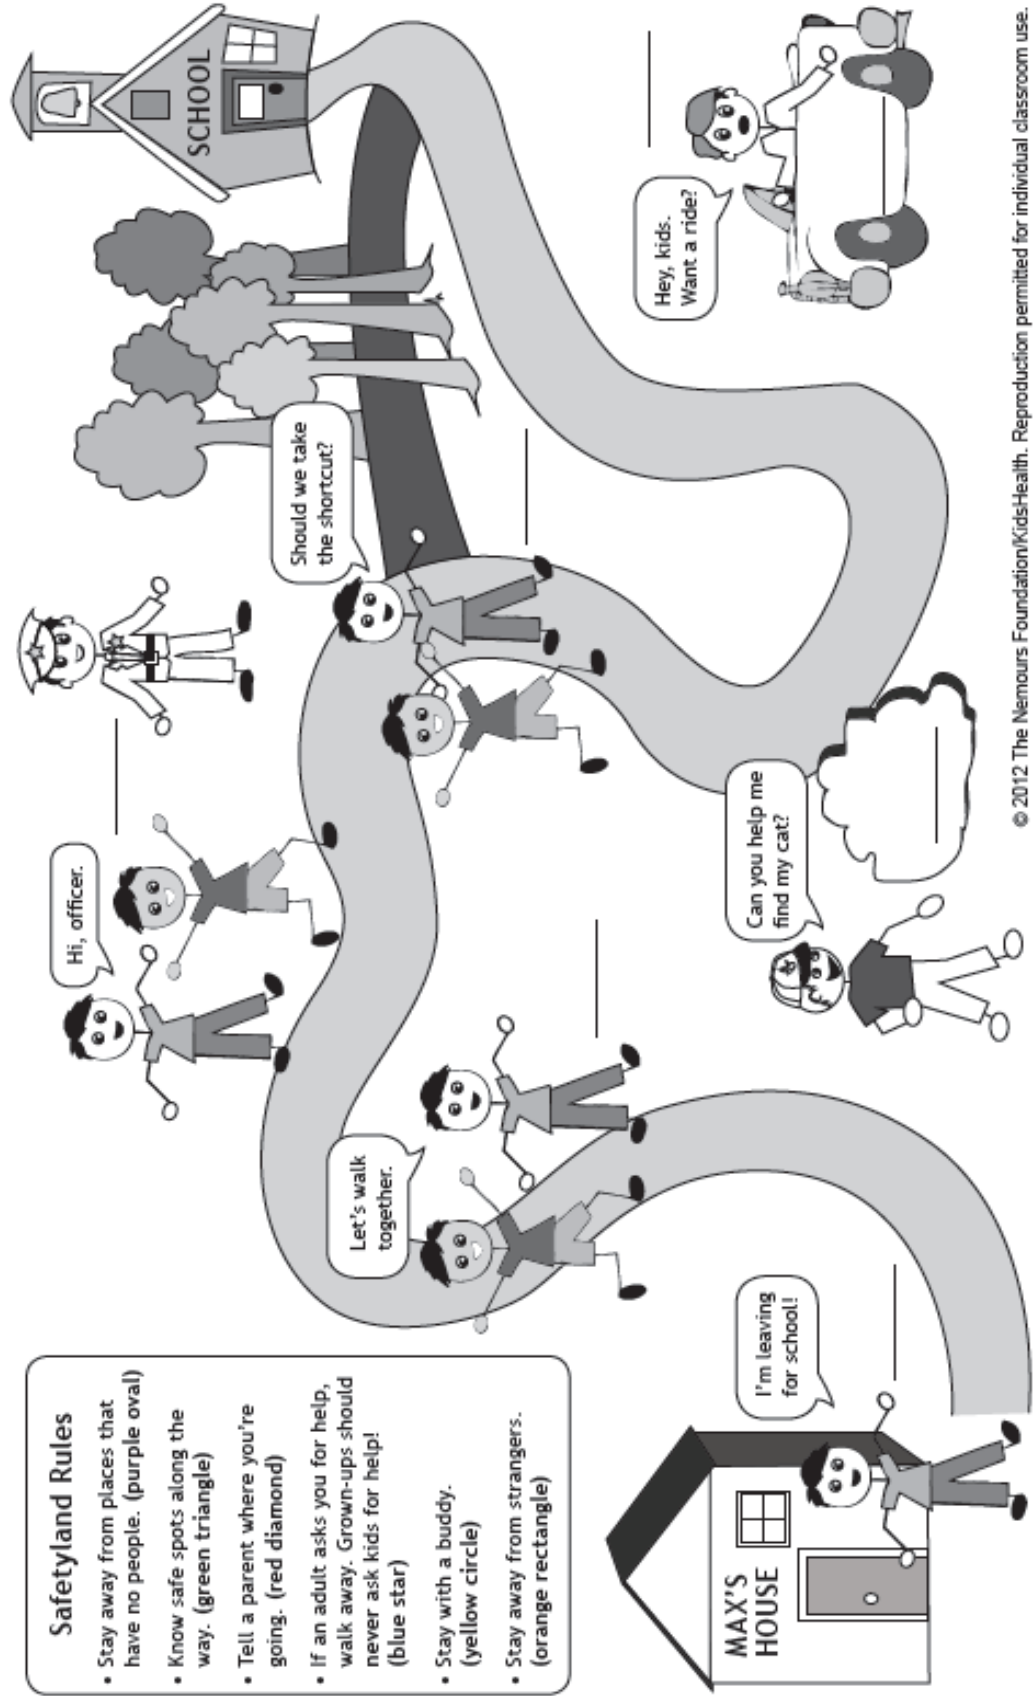 Safetyland Rules
• Stay away from places that
have no people. (purple oval)
• Know safe spots along the
way. (green triangle)
• Tell a parent where you're
going. (red diamond)
• If an adult asks you for help,
walk away. Grown-ups should
never ask kids for help!
(blue star)
• Stay with a buddy.
(yellow circle)
• Stay away from strangers.
(orange rectangle)
MAX'S
HOUSE
I'm leaving
for school!
Let's walk
together.
Hi, officer.
Can you help me
find my cat?
Should we take
the shortcut?
Hey, kids.
Want a ride?
SCHOOL
© 2012 The Nemours Foundation/KidsHealth. Reproduction permitted for individual classroom use.